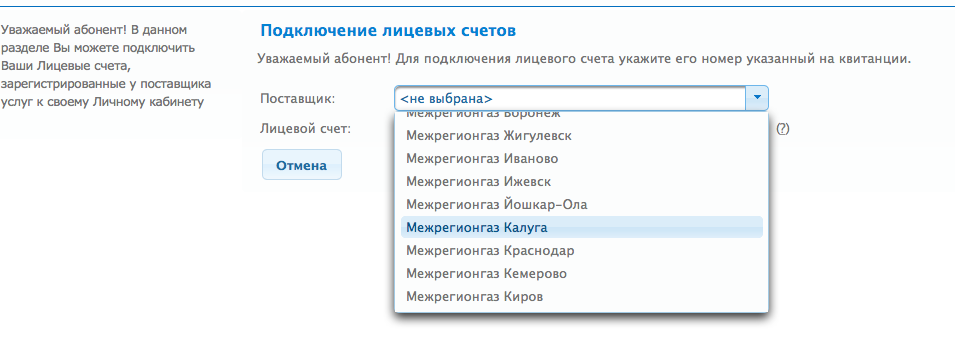 Уважаемый абонент! В данном
разделе Вы можете подключить
Ваши Лицевые счета,
зарегистрированные у поставщика
услуг к своему Личному кабинету
Подключение лицевых счетов
Уважаемый абонент! Для подключения лицевого счета укажите его номер указанный на квитанции.
Поставщик:
<не выбрана>
Лицевой счет:
(?)
Отмена
Межрегионгаз Воронеж
Межрегионгаз Жигулевск
Межрегионгаз Иваново
Межрегионгаз Ижевск
Межрегионгаз Йошкар-Ола
Межрегионгаз Калуга
Межрегионгаз Краснодар
Межрегионгаз Кемерово
Межрегионгаз Киров